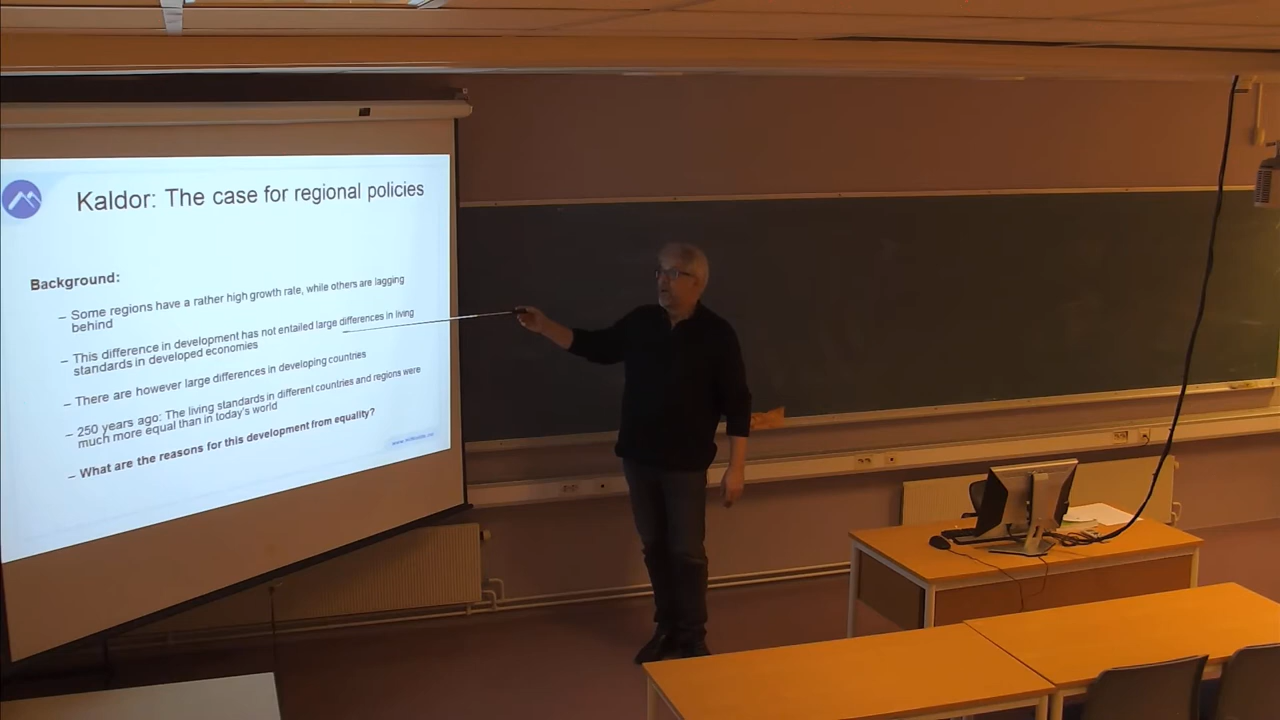 Kaldor: The case for regional policies
Background:
– Some regions have a rather high growth rate, while others are lagging
behind
– This difference in development has not entailed large differences in living
standards in developed economies
– There are however large differences in developing countries
– 250 years ago: The living standards in different countries and regions were
much more equal than in today's world
– What are the reasons for this development from equality?